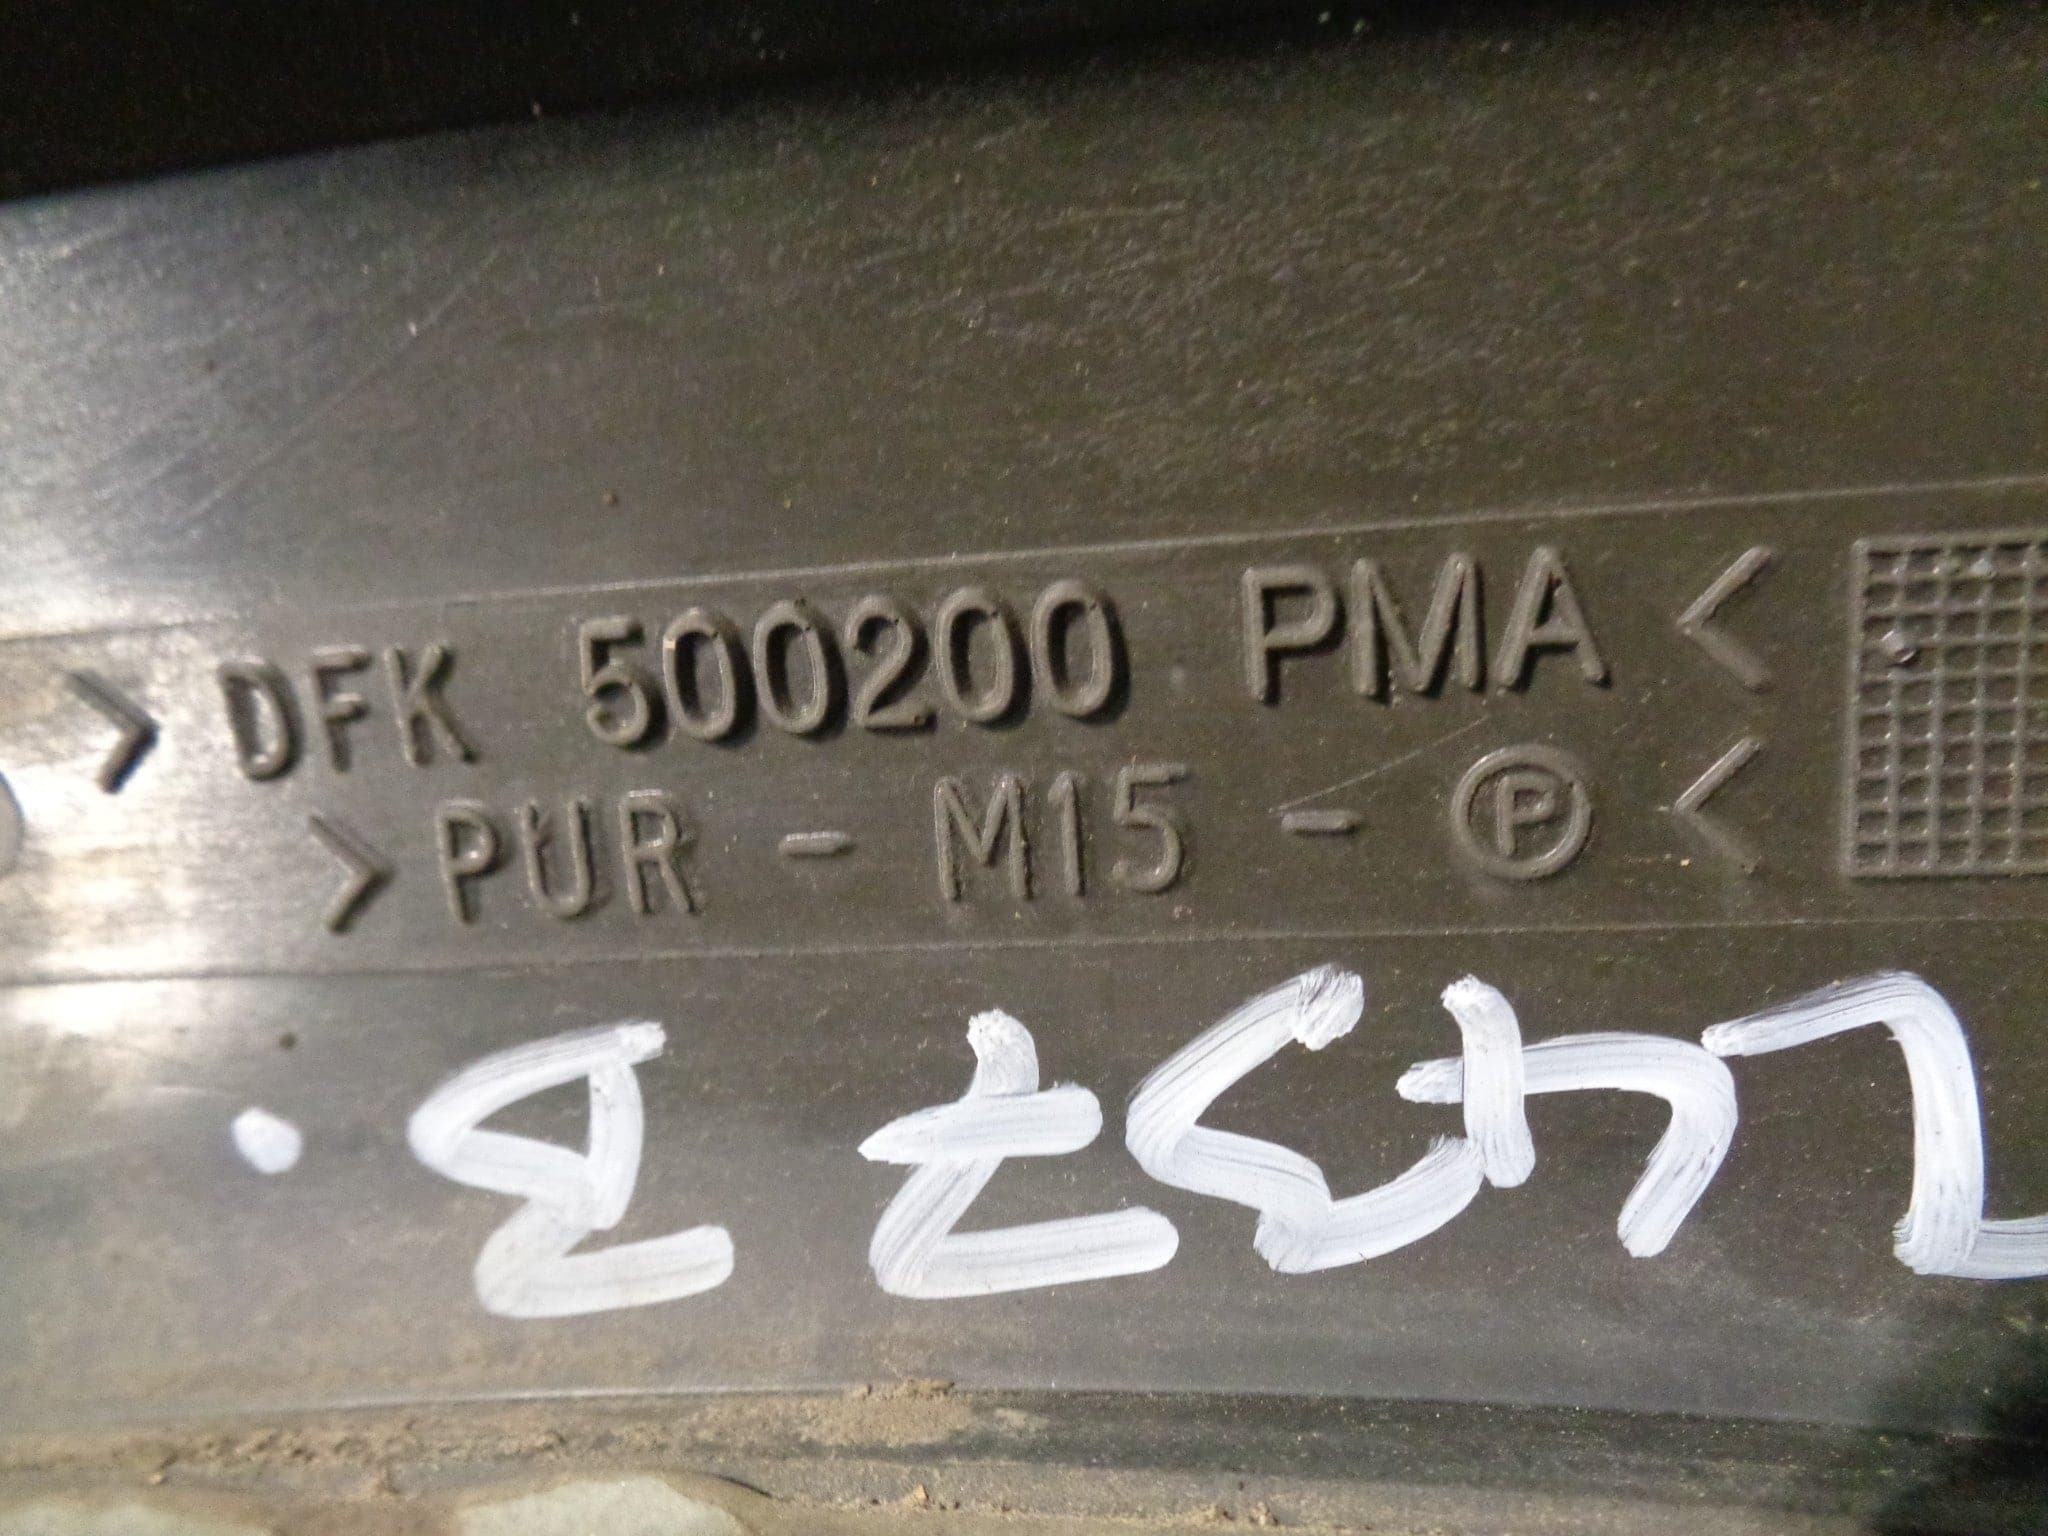 > DFK 500200 PMA <
> PUR - M15 - Ⓟ <
B.